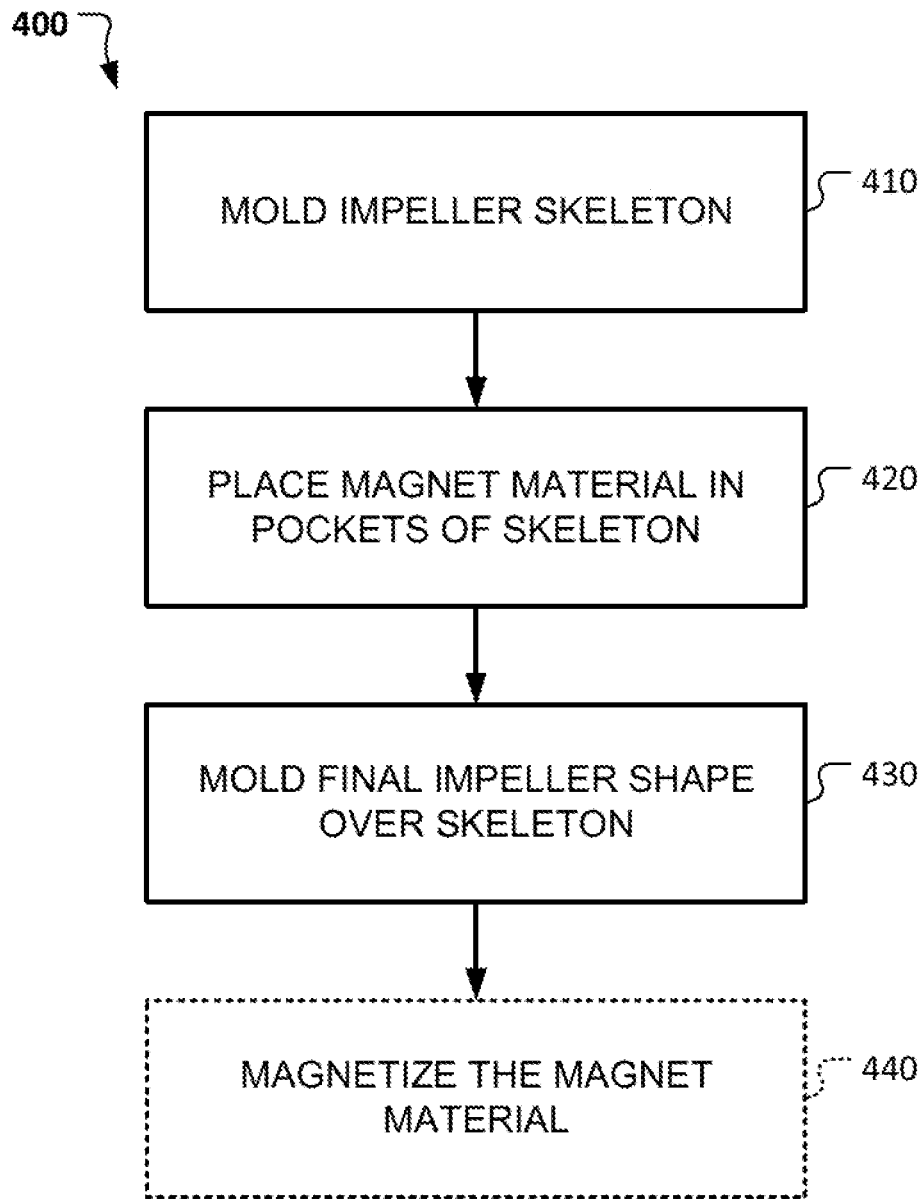 400
MOLD IMPELLER SKELETON
410
PLACE MAGNET MATERIAL IN
POCKETS OF SKELETON
420
MOLD FINAL IMPELLER SHAPE
OVER SKELETON
430
MAGNETIZE THE MAGNET
MATERIAL
440